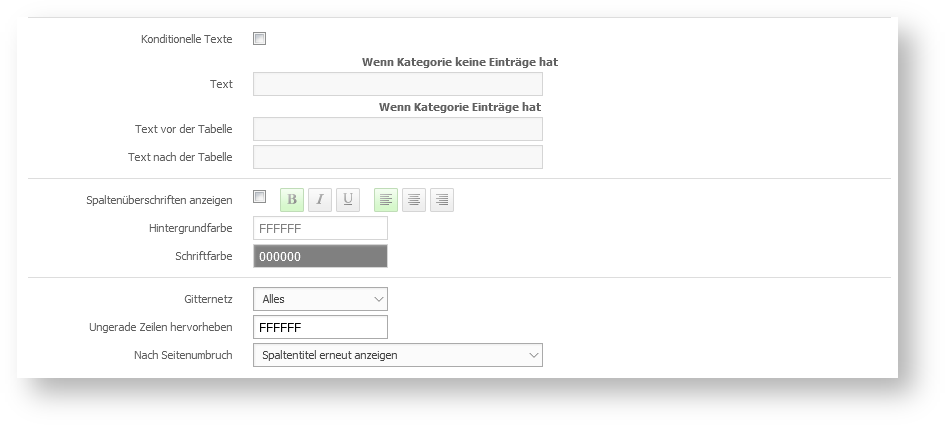 Konditionelle Texte
Wenn Kategorie keine Einträge hat
Text
Wenn Kategorie Einträge hat
Text vor der Tabelle
Text nach der Tabelle
Spaltenüberschriften anzeigen B I U
Hintergrundfarbe FFFFFF
Schriftfarbe 000000
Gitternetz Alles
Ungerade Zeilen hervorheben FFFFFF
Nach Seitenumbruch Spaltentitel erneut anzeigen